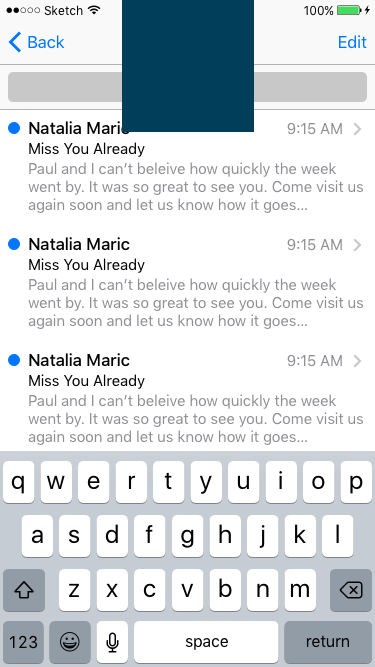 Sketch 100%
Back Edit
Natalia Maric 9:15 AM
Miss You Already
Paul and I can't beleive how quickly the week
went by. It was so great to see you. Come visit us
again soon and let us know how it goes...
Natalia Maric 9:15 AM
Miss You Already
Paul and I can't beleive how quickly the week
went by. It was so great to see you. Come visit us
again soon and let us know how it goes...
Natalia Maric 9:15 AM
Miss You Already
Paul and I can't beleive how quickly the week
went by. It was so great to see you. Come visit us
again soon and let us know how it goes...
q w e r t y u i o p
a s d f g h j k l
z x c v b n m
123 space return